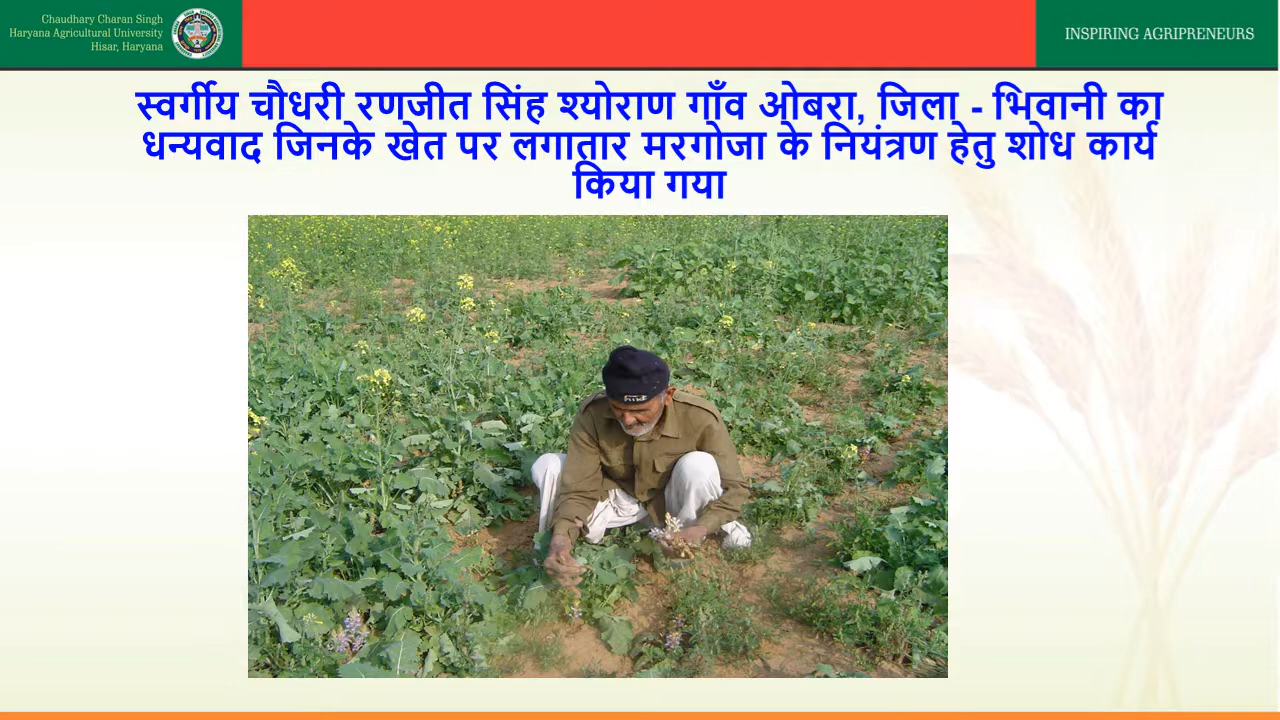 Chaudhary Charan Singh
Haryana Agricultural University
Hisar, Haryana
INSPIRING AGRIPRENEURS
स्वर्गीय चौधरी रणजीत सिंह श्योराण गाँव ओबरा, जिला - भिवानी का
धन्यवाद जिनके खेत पर लगातार मरगोजा के नियंत्रण हेतु शोध कार्य
किया गया